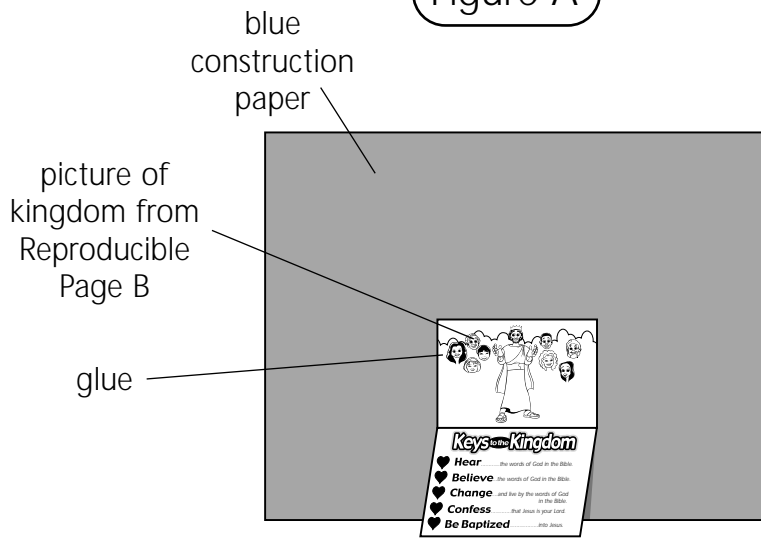 Figure A
blue
construction
paper
picture of
kingdom from
Reproducible
Page B
glue
Keys to the Kingdom
Hear.........the words of God in the Bible.
Believe..the words of God in the Bible.
Change...and live by the words of God
in the Bible.
Confess..........that Jesus is your Lord.
Be Baptized..............into Jesus.